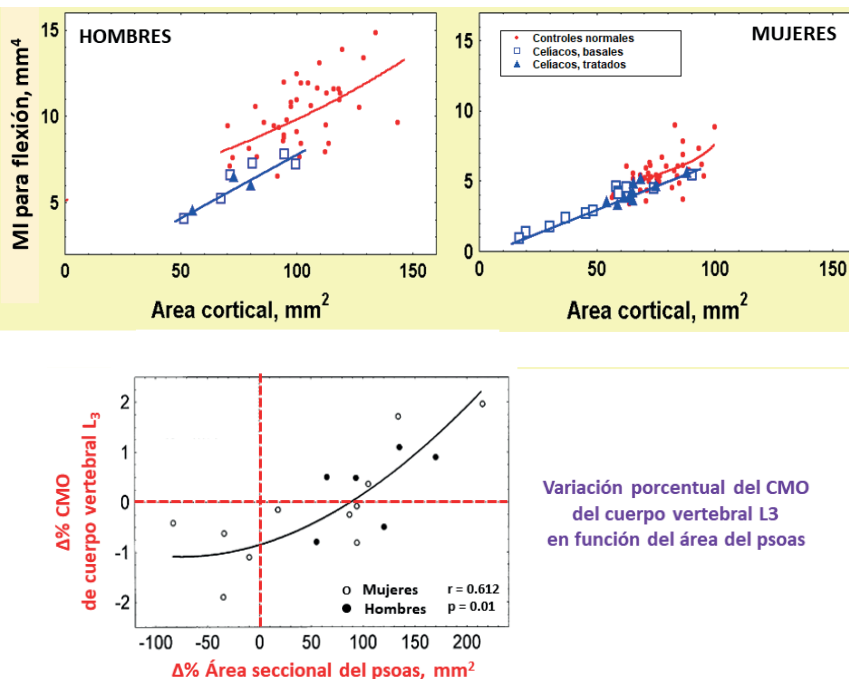 HOMBRES
MI para flexión, mm⁴
15
10
5
0
50
100
150
Area cortical, mm²
MUJERES
Controles normales
Celiacos, basales
Celiacos, tratados
15
10
5
0
0
50
100
150
Area cortical, mm²
Δ% CMO
de cuerpo vertebral L₃
2
1
0
-1
-2
Mujeres r = 0.612
Hombres p = 0.01
-100 -50 0 50 100 150 200
Δ% Área seccional del psoas, mm²
Variación porcentual del CMO
del cuerpo vertebral L3
en función del área del psoas